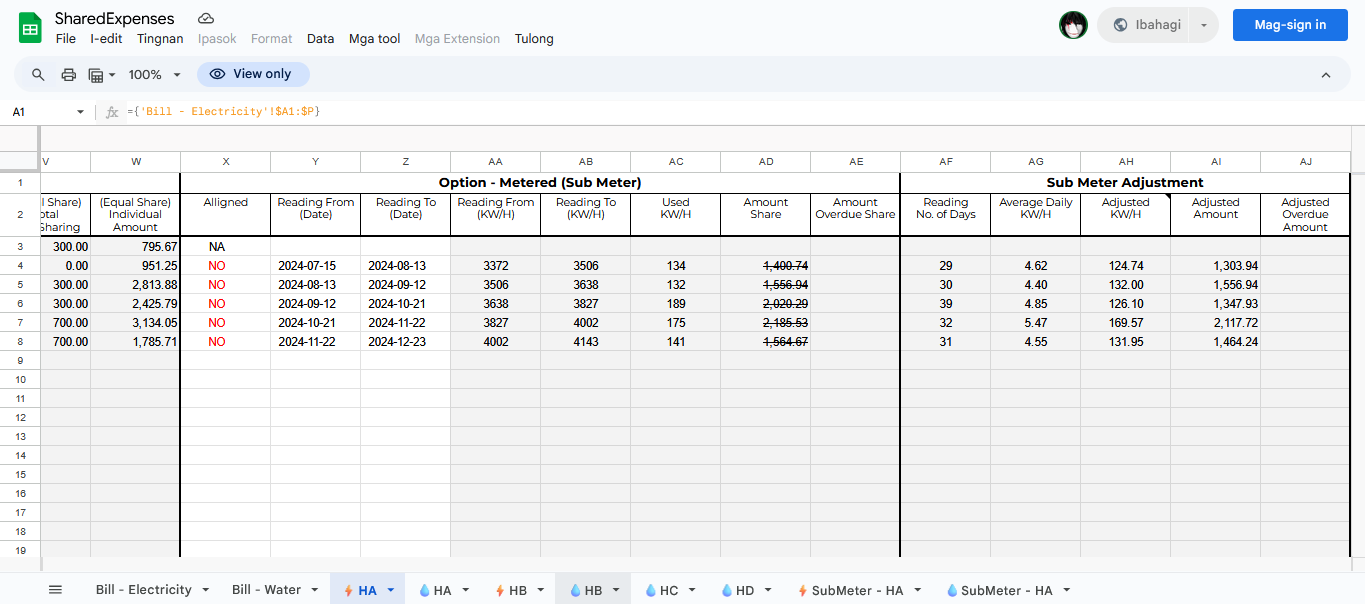 SharedExpenses
File I-edit Tingnan Ipasok Format Data Mga tool Mga Extension Tulong
Ibahagi
Mag-sign in
100% View only
A1 fx ={'Bill - Electricity'!$A1:$P}
V W X Y Z AA AB AC AD AE AF AG AH AI AJ
1 Option - Metered (Sub Meter) Sub Meter Adjustment
l Share) (Equal Share) Alligned Reading From Reading To Reading From Reading To Used Amount Amount Reading Average Daily Adjusted Adjusted Adjusted
2 otal Individual (Date) (Date) (KW/H) (KW/H) KW/H Share Overdue Share No. of Days KW/H KW/H Amount Overdue
Sharing Amount Amount
3 300.00 795.67 NA
4 0.00 951.25 NO 2024-07-15 2024-08-13 3372 3506 134 1,400.74 29 4.62 124.74 1,303.94
5 300.00 2,813.88 NO 2024-08-13 2024-09-12 3506 3638 132 1,556.94 30 4.40 132.00 1,556.94
6 300.00 2,425.79 NO 2024-09-12 2024-10-21 3638 3827 189 2,020.29 39 4.85 126.10 1,347.93
7 700.00 3,134.05 NO 2024-10-21 2024-11-22 3827 4002 175 2,185.53 32 5.47 169.57 2,117.72
8 700.00 1,785.71 NO 2024-11-22 2024-12-23 4002 4143 141 1,564.67 31 4.55 131.95 1,464.24
9
10
11
12
13
14
15
16
17
18
19
Bill - Electricity Bill - Water HA HA HB HB HC HD SubMeter - HA SubMeter - HA